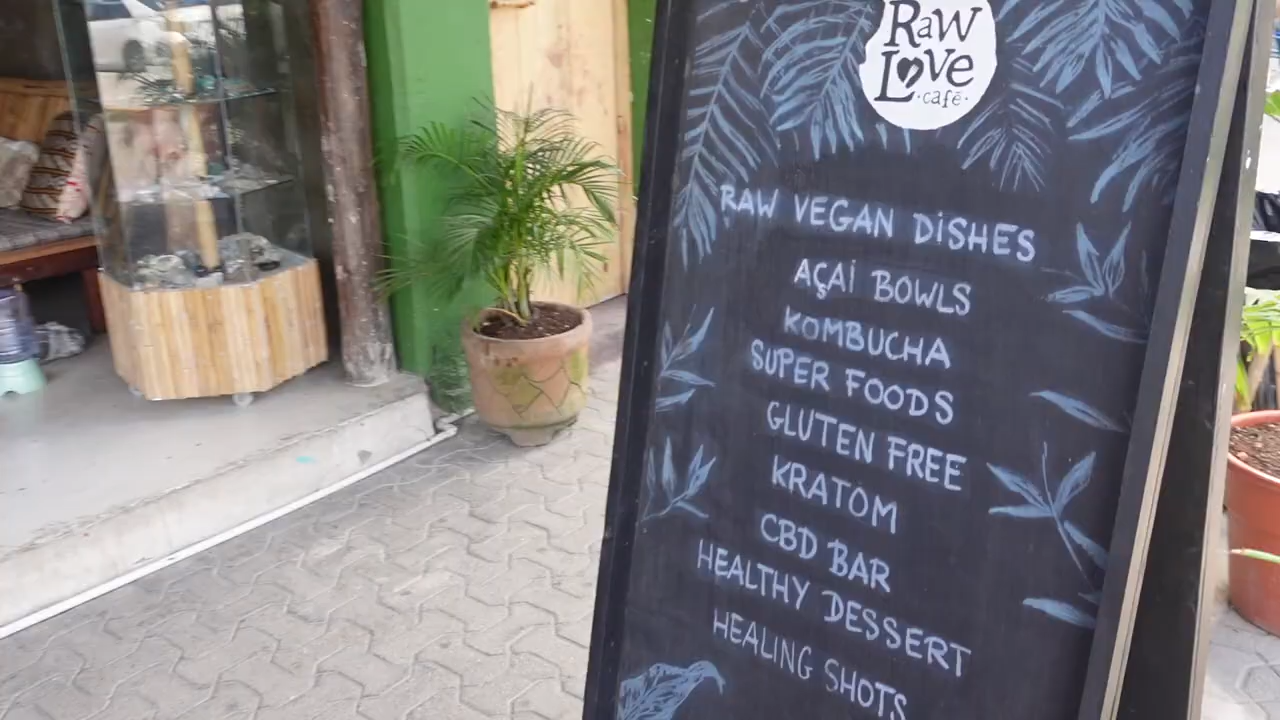 RaW
Love
·café·
RAW VEGAN DiSHES
AÇAÍ BOWLS
KOMBUCHA
SUPER FOODS
GLUTEN FREE
KRATOM
CBD BAR
HEALTHY DESSERT
HEALING SHOTS